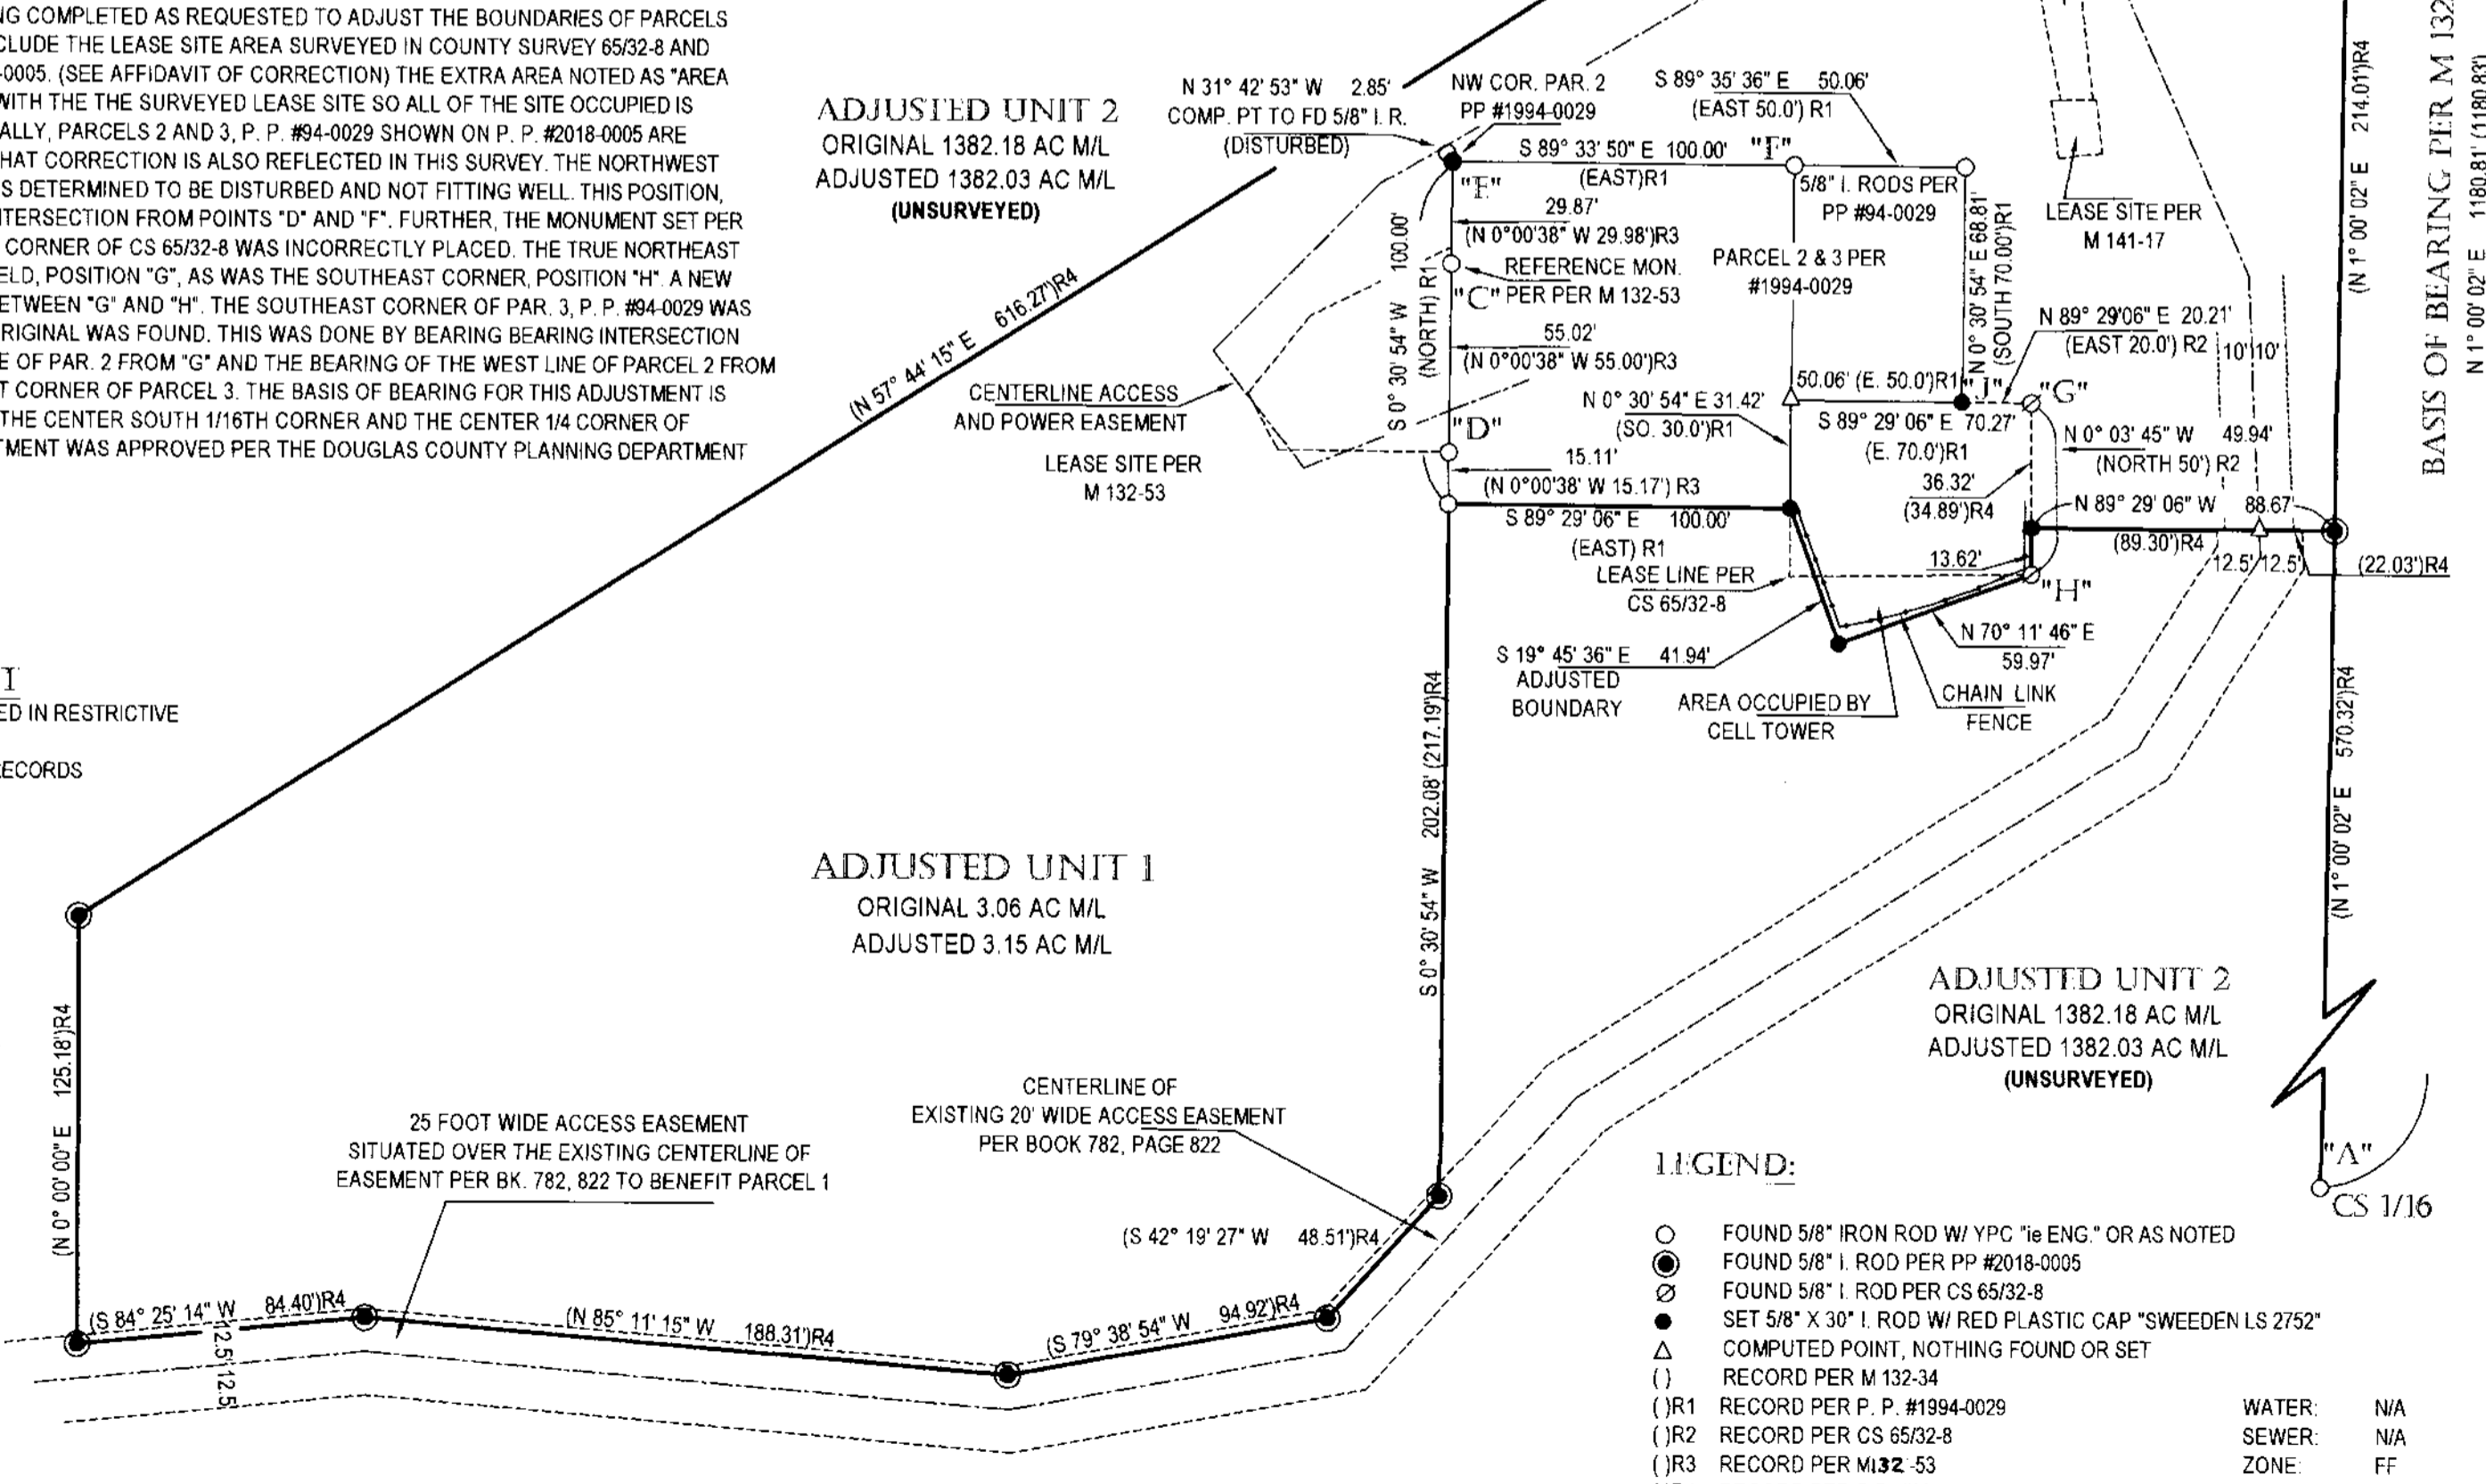 NG COMPLETED AS REQUESTED TO ADJUST THE BOUNDARIES OF PARCELS
CLUDE THE LEASE SITE AREA SURVEYED IN COUNTY SURVEY 65/32-8 AND
-0005. (SEE AFFIDAVIT OF CORRECTION) THE EXTRA AREA NOTED AS "AREA
WITH THE THE SURVEYED LEASE SITE SO ALL OF THE SITE OCCUPIED IS
ALLY, PARCELS 2 AND 3, P. P. #94-0029 SHOWN ON P. P. #2018-0005 ARE
HAT CORRECTION IS ALSO REFLECTED IN THIS SURVEY. THE NORTHWEST
S DETERMINED TO BE DISTURBED AND NOT FITTING WELL. THIS POSITION,
TERSECTION FROM POINTS "D" AND "F". FURTHER, THE MONUMENT SET PER
CORNER OF CS 65/32-8 WAS INCORRECTLY PLACED. THE TRUE NORTHEAST
ELD, POSITION "G", AS WAS THE SOUTHEAST CORNER, POSITION "H". A NEW
ETWEEN "G" AND "H". THE SOUTHEAST CORNER OF PAR. 3, P. P. #94-0029 WAS
RIGINAL WAS FOUND. THIS WAS DONE BY BEARING BEARING INTERSECTION
E OF PAR. 2 FROM "G" AND THE BEARING OF THE WEST LINE OF PARCEL 2 FROM
T CORNER OF PARCEL 3. THE BASIS OF BEARING FOR THIS ADJUSTMENT IS
THE CENTER SOUTH 1/16TH CORNER AND THE CENTER 1/4 CORNER OF
TMENT WAS APPROVED PER THE DOUGLAS COUNTY PLANNING DEPARTMENT
ED IN RESTRICTIVE
ECORDS
ADJUSTED UNIT 2
ORIGINAL 1382.18 AC M/L
ADJUSTED 1382.03 AC M/L
(UNSURVEYED)
N 31° 42' 53" W 2.85'
COMP. PT TO FD 5/8" I. R.
(DISTURBED)
NW COR. PAR. 2
PP #1994-0029
S 89° 35' 36" E 50.06'
(EAST 50.0') R1
S 89° 33' 50" E 100.00'
(EAST)R1
"F"
"E"
5/8" I. RODS PER
PP #94-0029
29.87'
(N 0°00'38" W 29.98')R3
REFERENCE MON.
"C" PER PER M 132-53
PARCEL 2 & 3 PER
#1994-0029
S 0° 30' 54" W 100.00'
(NORTH) R1
N 0° 30' 54" E 68.81'
(SOUTH 70.00')R1
55.02'
(N 0°00'38" W 55.00')R3
LEASE SITE PER
M 141-17
N 89° 29'06" E 20.21'
(EAST 20.0') R2
10' 10'
(N 1° 00' 02" E 214.01')R4
BASIS OF BEARING PER M 132
N 1° 00' 02" E 1180.81' (1180.83')
(N 57° 44' 15" E 616.27')R4
CENTERLINE ACCESS
AND POWER EASEMENT
LEASE SITE PER
M 132-53
"D"
N 0° 30' 54" E 31.42'
(SO. 30.0')R1
50.06' (E. 50.0')R1
"J"
"G"
S 89° 29' 06" E 70.27'
(E. 70.0')R1
N 0° 03' 45" W 49.94'
(NORTH 50') R2
15.11'
(N 0°00'38' W 15.17') R3
36.32'
(34.89')R4
N 89° 29' 06" W 88.67'
(89.30')R4
S 89° 29' 06" E 100.00'
(EAST) R1
13.62'
12.5' 12.5'
(22.03')R4
LEASE LINE PER
CS 65/32-8
"H"
S 19° 45' 36" E 41.94'
ADJUSTED
BOUNDARY
N 70° 11' 46" E
59.97'
AREA OCCUPIED BY
CELL TOWER
CHAIN LINK
FENCE
S 0° 30' 54" W 202.08' (217.19')R4
(N 1° 00' 02" E 570.32')R4
ADJUSTED UNIT 1
ORIGINAL 3.06 AC M/L
ADJUSTED 3.15 AC M/L
ADJUSTED UNIT 2
ORIGINAL 1382.18 AC M/L
ADJUSTED 1382.03 AC M/L
(UNSURVEYED)
(N 0° 00' 00" E 125.18')R4
25 FOOT WIDE ACCESS EASEMENT
SITUATED OVER THE EXISTING CENTERLINE OF
EASEMENT PER BK. 782, 822 TO BENEFIT PARCEL 1
CENTERLINE OF
EXISTING 20' WIDE ACCESS EASEMENT
PER BOOK 782, PAGE 822
"A"
CS 1/16
(S 42° 19' 27" W 48.51')R4
(S 84° 25' 14" W 84.40')R4
12.5' 12.5'
(N 85° 11' 15" W 188.31')R4
(S 79° 38' 54" W 94.92')R4
LEGEND:
FOUND 5/8" IRON ROD W/ YPC "ie ENG." OR AS NOTED
FOUND 5/8" I. ROD PER PP #2018-0005
FOUND 5/8" I. ROD PER CS 65/32-8
SET 5/8" X 30" I. ROD W/ RED PLASTIC CAP "SWEEDEN LS 2752"
COMPUTED POINT, NOTHING FOUND OR SET
( ) RECORD PER M 132-34
( )R1 RECORD PER P. P. #1994-0029
( )R2 RECORD PER CS 65/32-8
( )R3 RECORD PER M132-53
WATER: N/A
SEWER: N/A
ZONE: FF